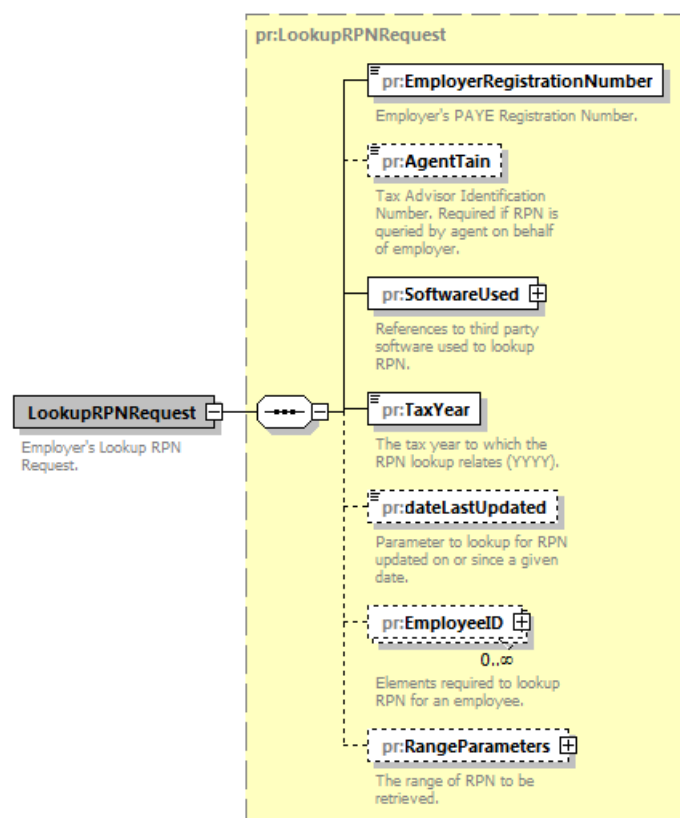 pr:LookupRPNRequest
pr:EmployerRegistrationNumber
Employer's PAYE Registration Number.
pr:AgentTain
Tax Advisor Identification
Number. Required if RPN is
queried by agent on behalf
of employer.
pr:SoftwareUsed
References to third party
software used to lookup
RPN.
LookupRPNRequest
Employer's Lookup RPN
Request.
pr:TaxYear
The tax year to which the
RPN lookup relates (YYYY).
pr:dateLastUpdated
Parameter to lookup for RPN
updated on or since a given
date.
pr:EmployeeID
0..∞
Elements required to lookup
RPN for an employee.
pr:RangeParameters
The range of RPN to be
retrieved.